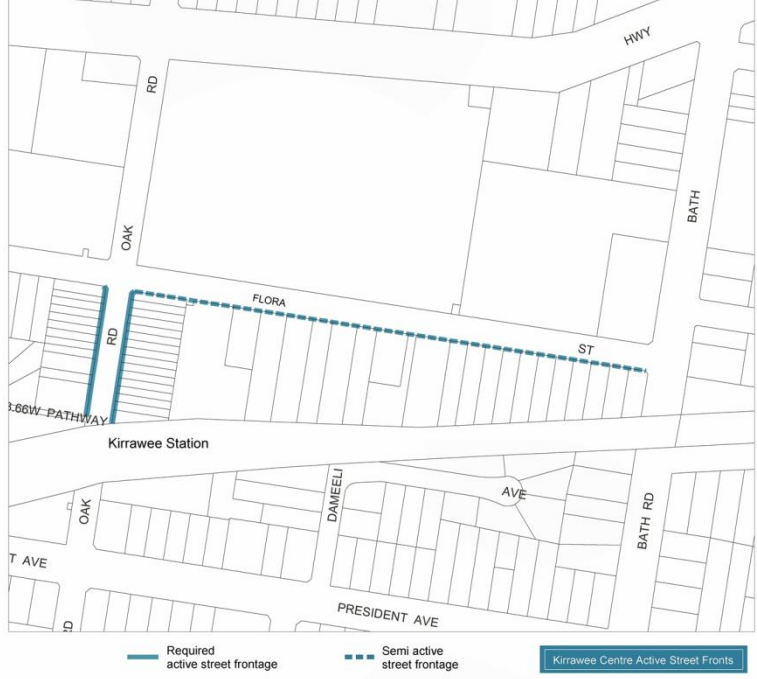 HWY
RD
BATH
OAK
FLORA
RD
ST
3.66W PATHWAY
Kirrawee Station
DAMEELI
AVE
OAK
BATH RD
T AVE
PRESIDENT AVE
RD
Required
active street frontage
Semi active
street frontage
Kirrawee Centre Active Street Fronts